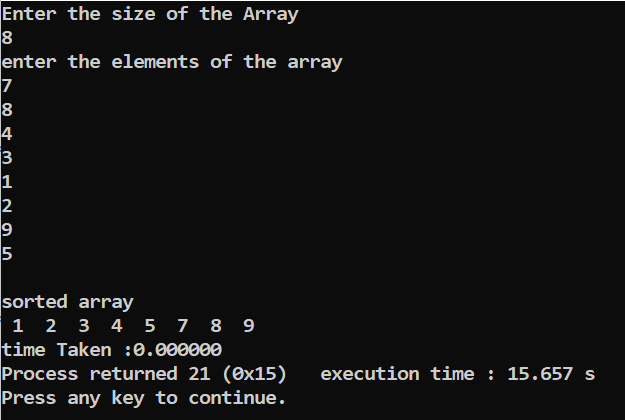 Enter the size of the Array
8
enter the elements of the array
7
8
4
3
1
2
9
5
sorted array
1 2 3 4 5 7 8 9
time Taken :0.000000
Process returned 21 (0x15)   execution time : 15.657 s
Press any key to continue.